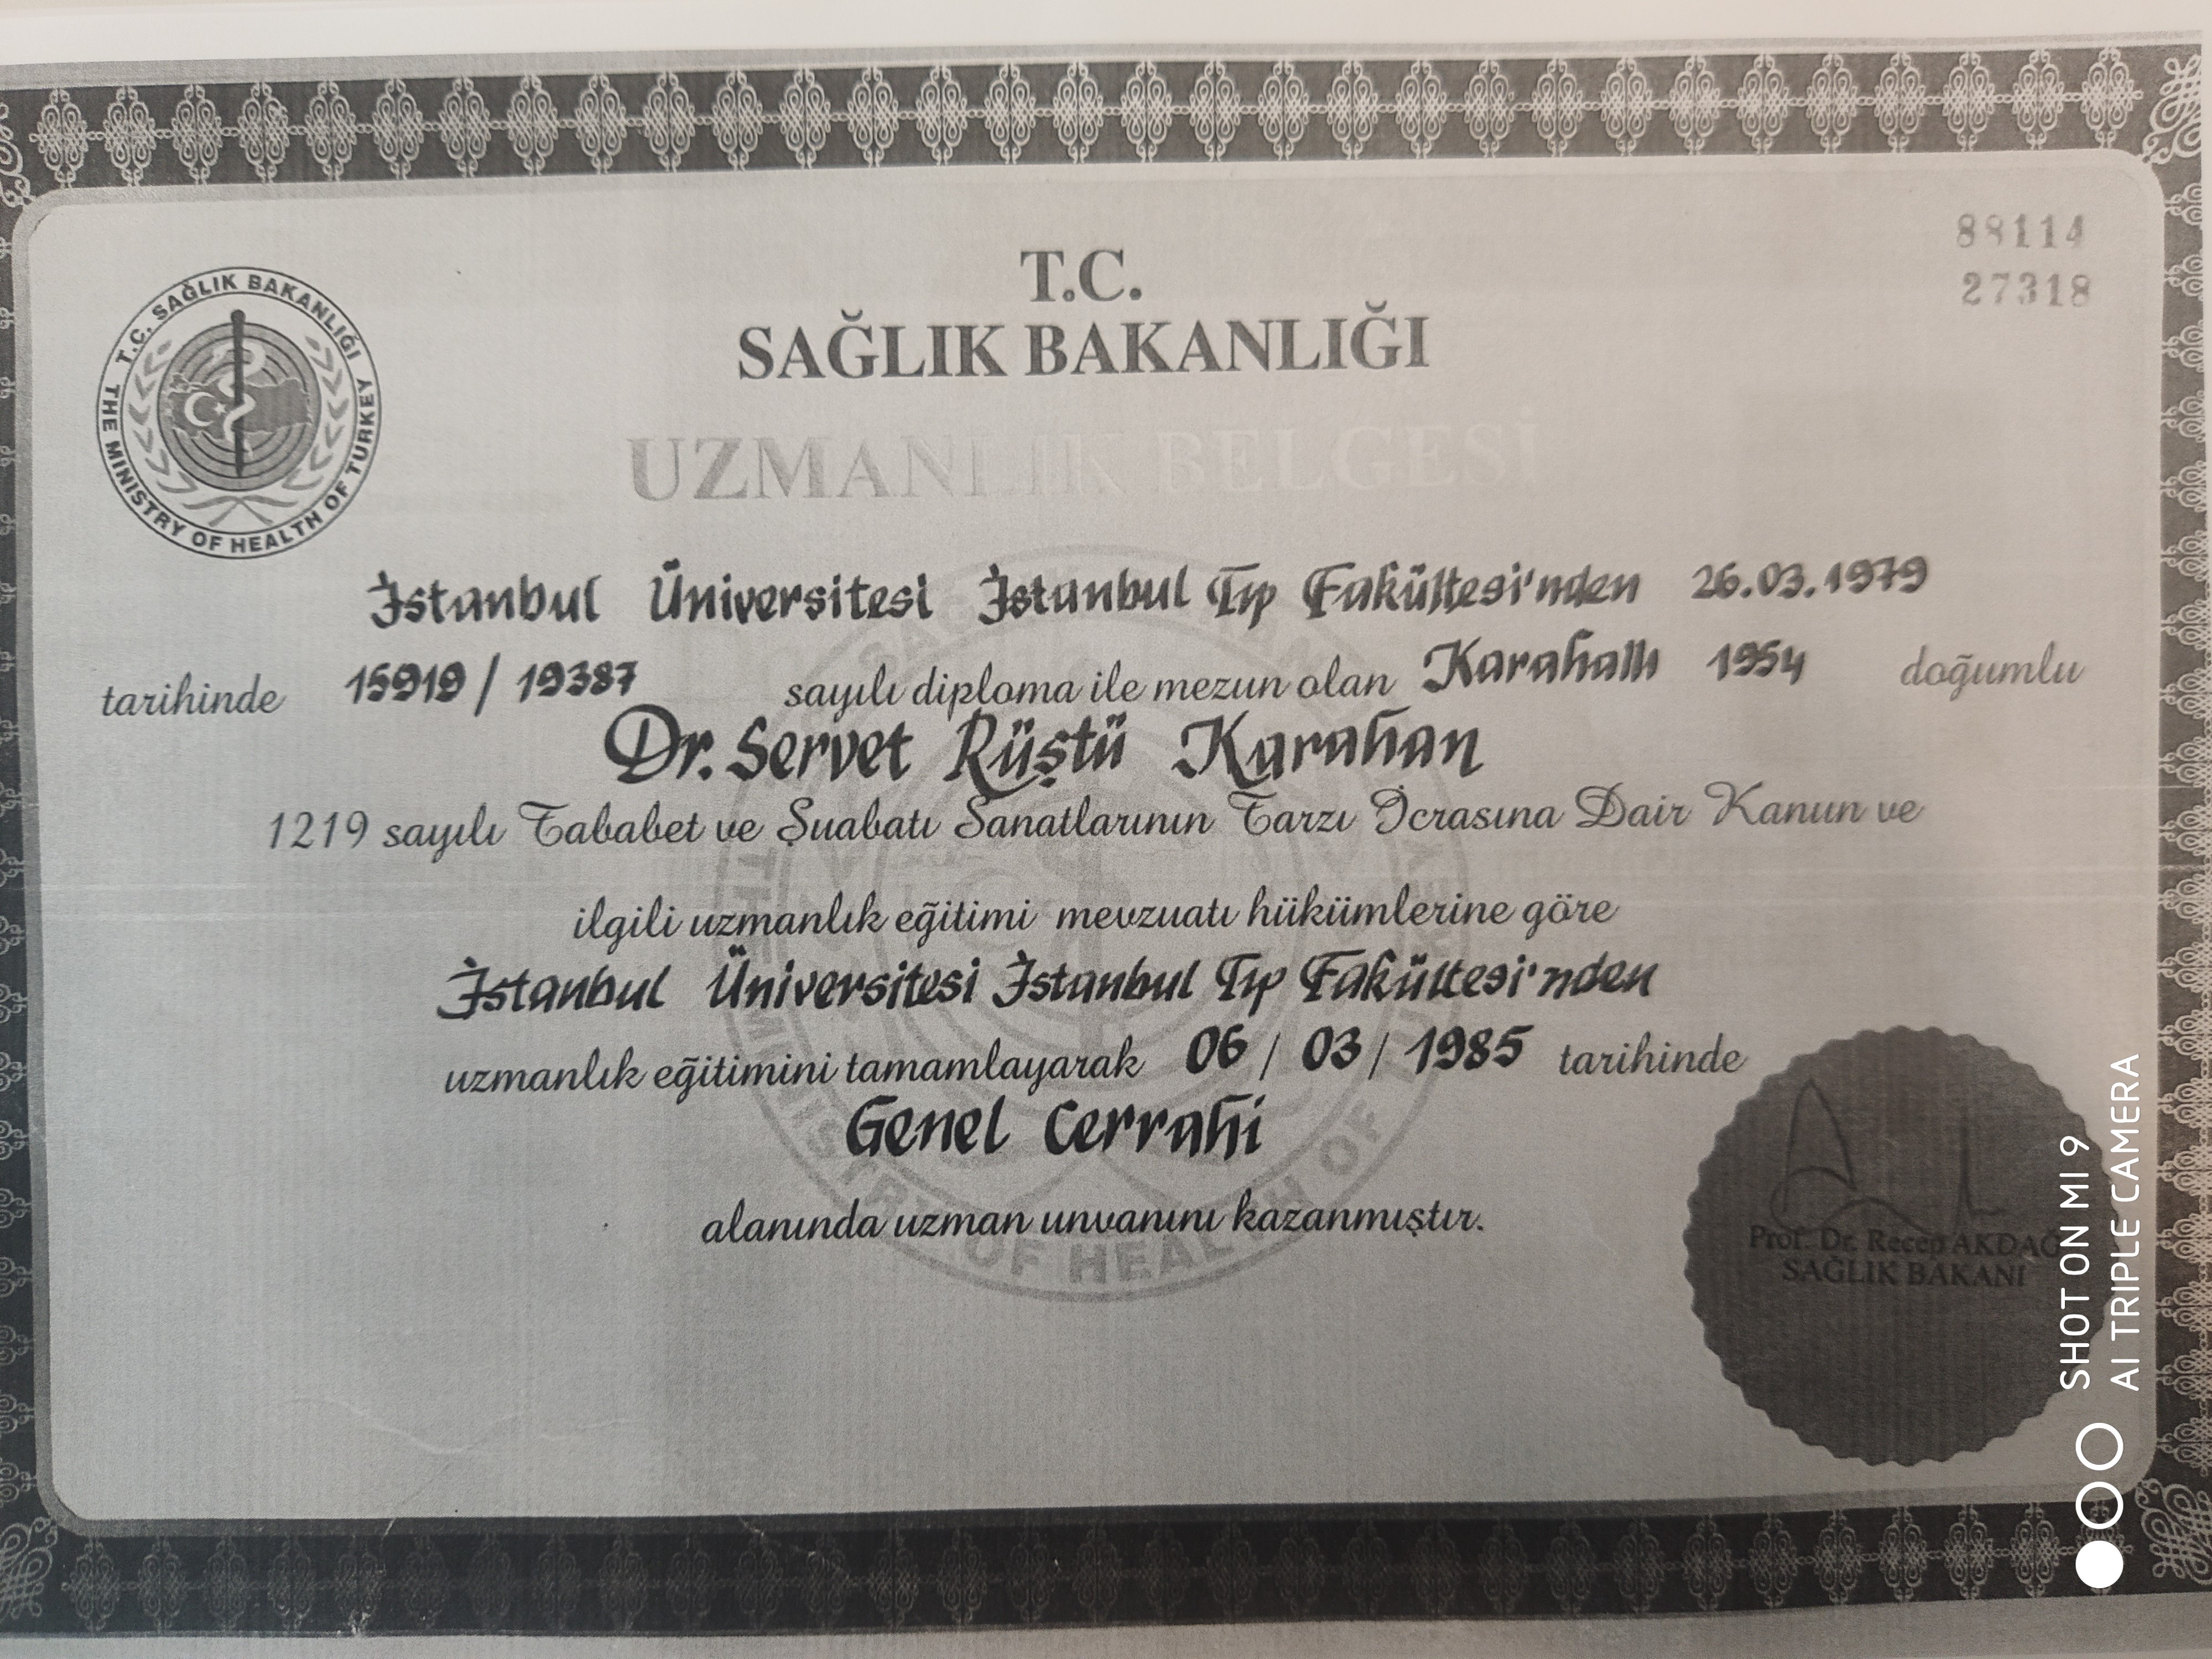 88114
27318
T.C. SAĞLIK BAKANLIĞI
THE MINISTRY OF HEALTH OF TURKEY
T.C.
SAĞLIK BAKANLIĞI
UZMANLIK BELGESİ
İstanbul Üniversitesi İstanbul Tıp Fakültesi'nden 26.03.1979
tarihinde 15919 / 19387 sayılı diploma ile mezun olan Karahallı 1954 doğumlu
Dr. Servet Rüştü Karahan
1219 sayılı Tababet ve Şuabatı Sanatlarının Tarzı İcrasına Dair Kanun ve
ilgili uzmanlık eğitimi mevzuatı hükümlerine göre
İstanbul Üniversitesi İstanbul Tıp Fakültesi'nden
uzmanlık eğitimini tamamlayarak 06 / 03 / 1985 tarihinde
Genel Cerrahi
alanında uzman unvanını kazanmıştır.
Prof. Dr. Recep AKDAĞ
SAĞLIK BAKANI
SHOT ON MI 9
AI TRIPLE CAMERA